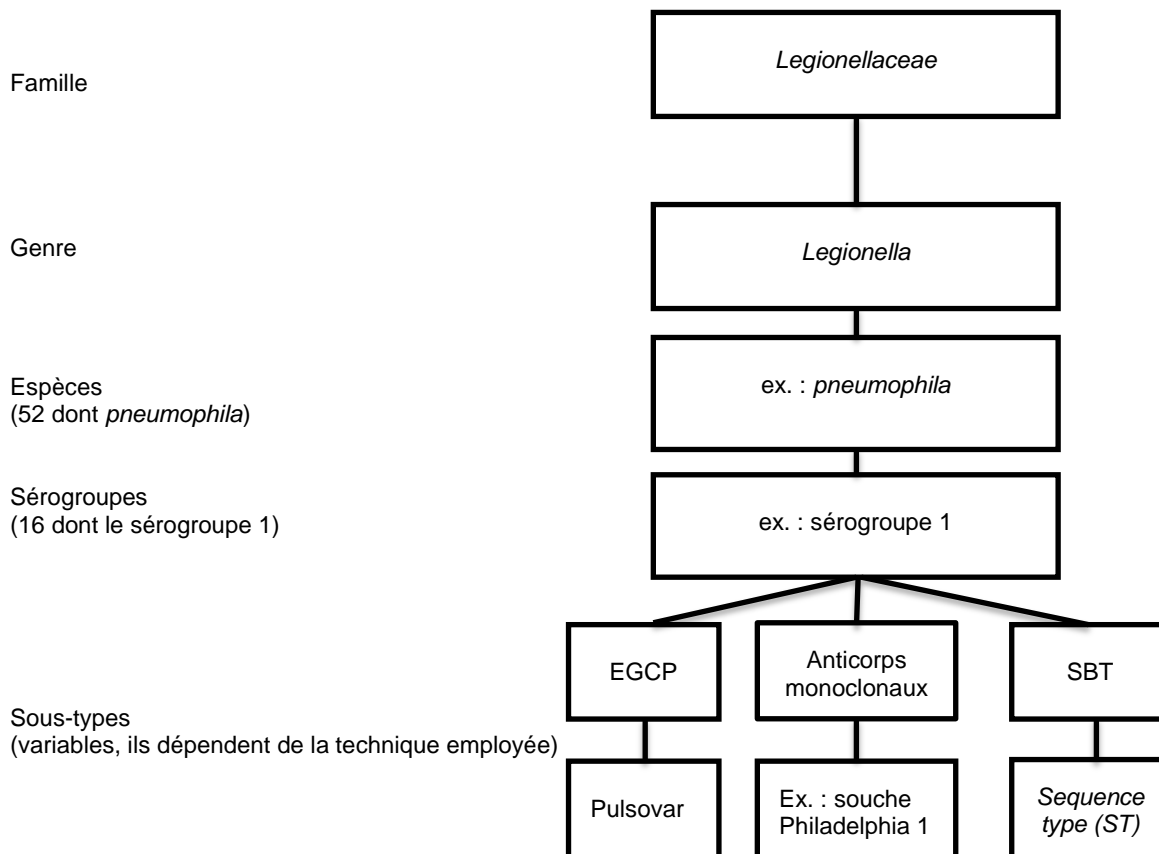 Famille
Legionellaceae
Genre
Legionella
Espèces
(52 dont pneumophila)
ex. : pneumophila
Sérogroupes
(16 dont le sérogroupe 1)
ex. : sérogroupe 1
Sous-types
(variables, ils dépendent de la technique employée)
EGCP
Anticorps
monoclonaux
SBT
Pulsovar
Ex. : souche
Philadelphia 1
Sequence
type (ST)